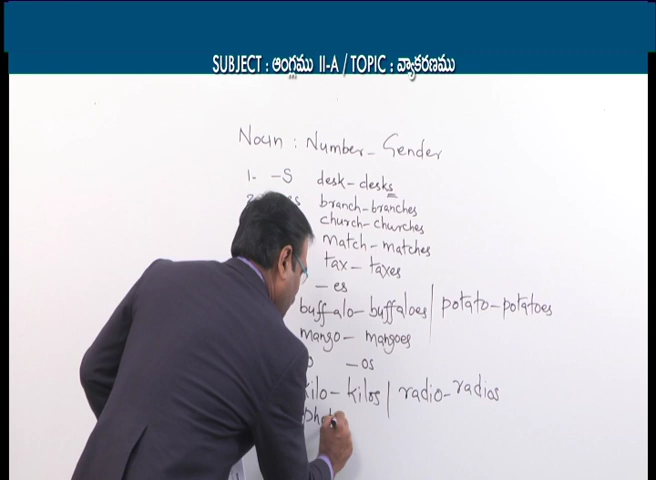 SUBJECT : ఆంగ్లము II-A / TOPIC : వ్యాకరణము
Noun : Number - Gender
1. -S desk - desks
branch - branches
church - churches
match - matches
tax - taxes
- es
buffalo - buffaloes | potato - potatoes
mango - mangoes
- os
kilo - kilos | radio - radios